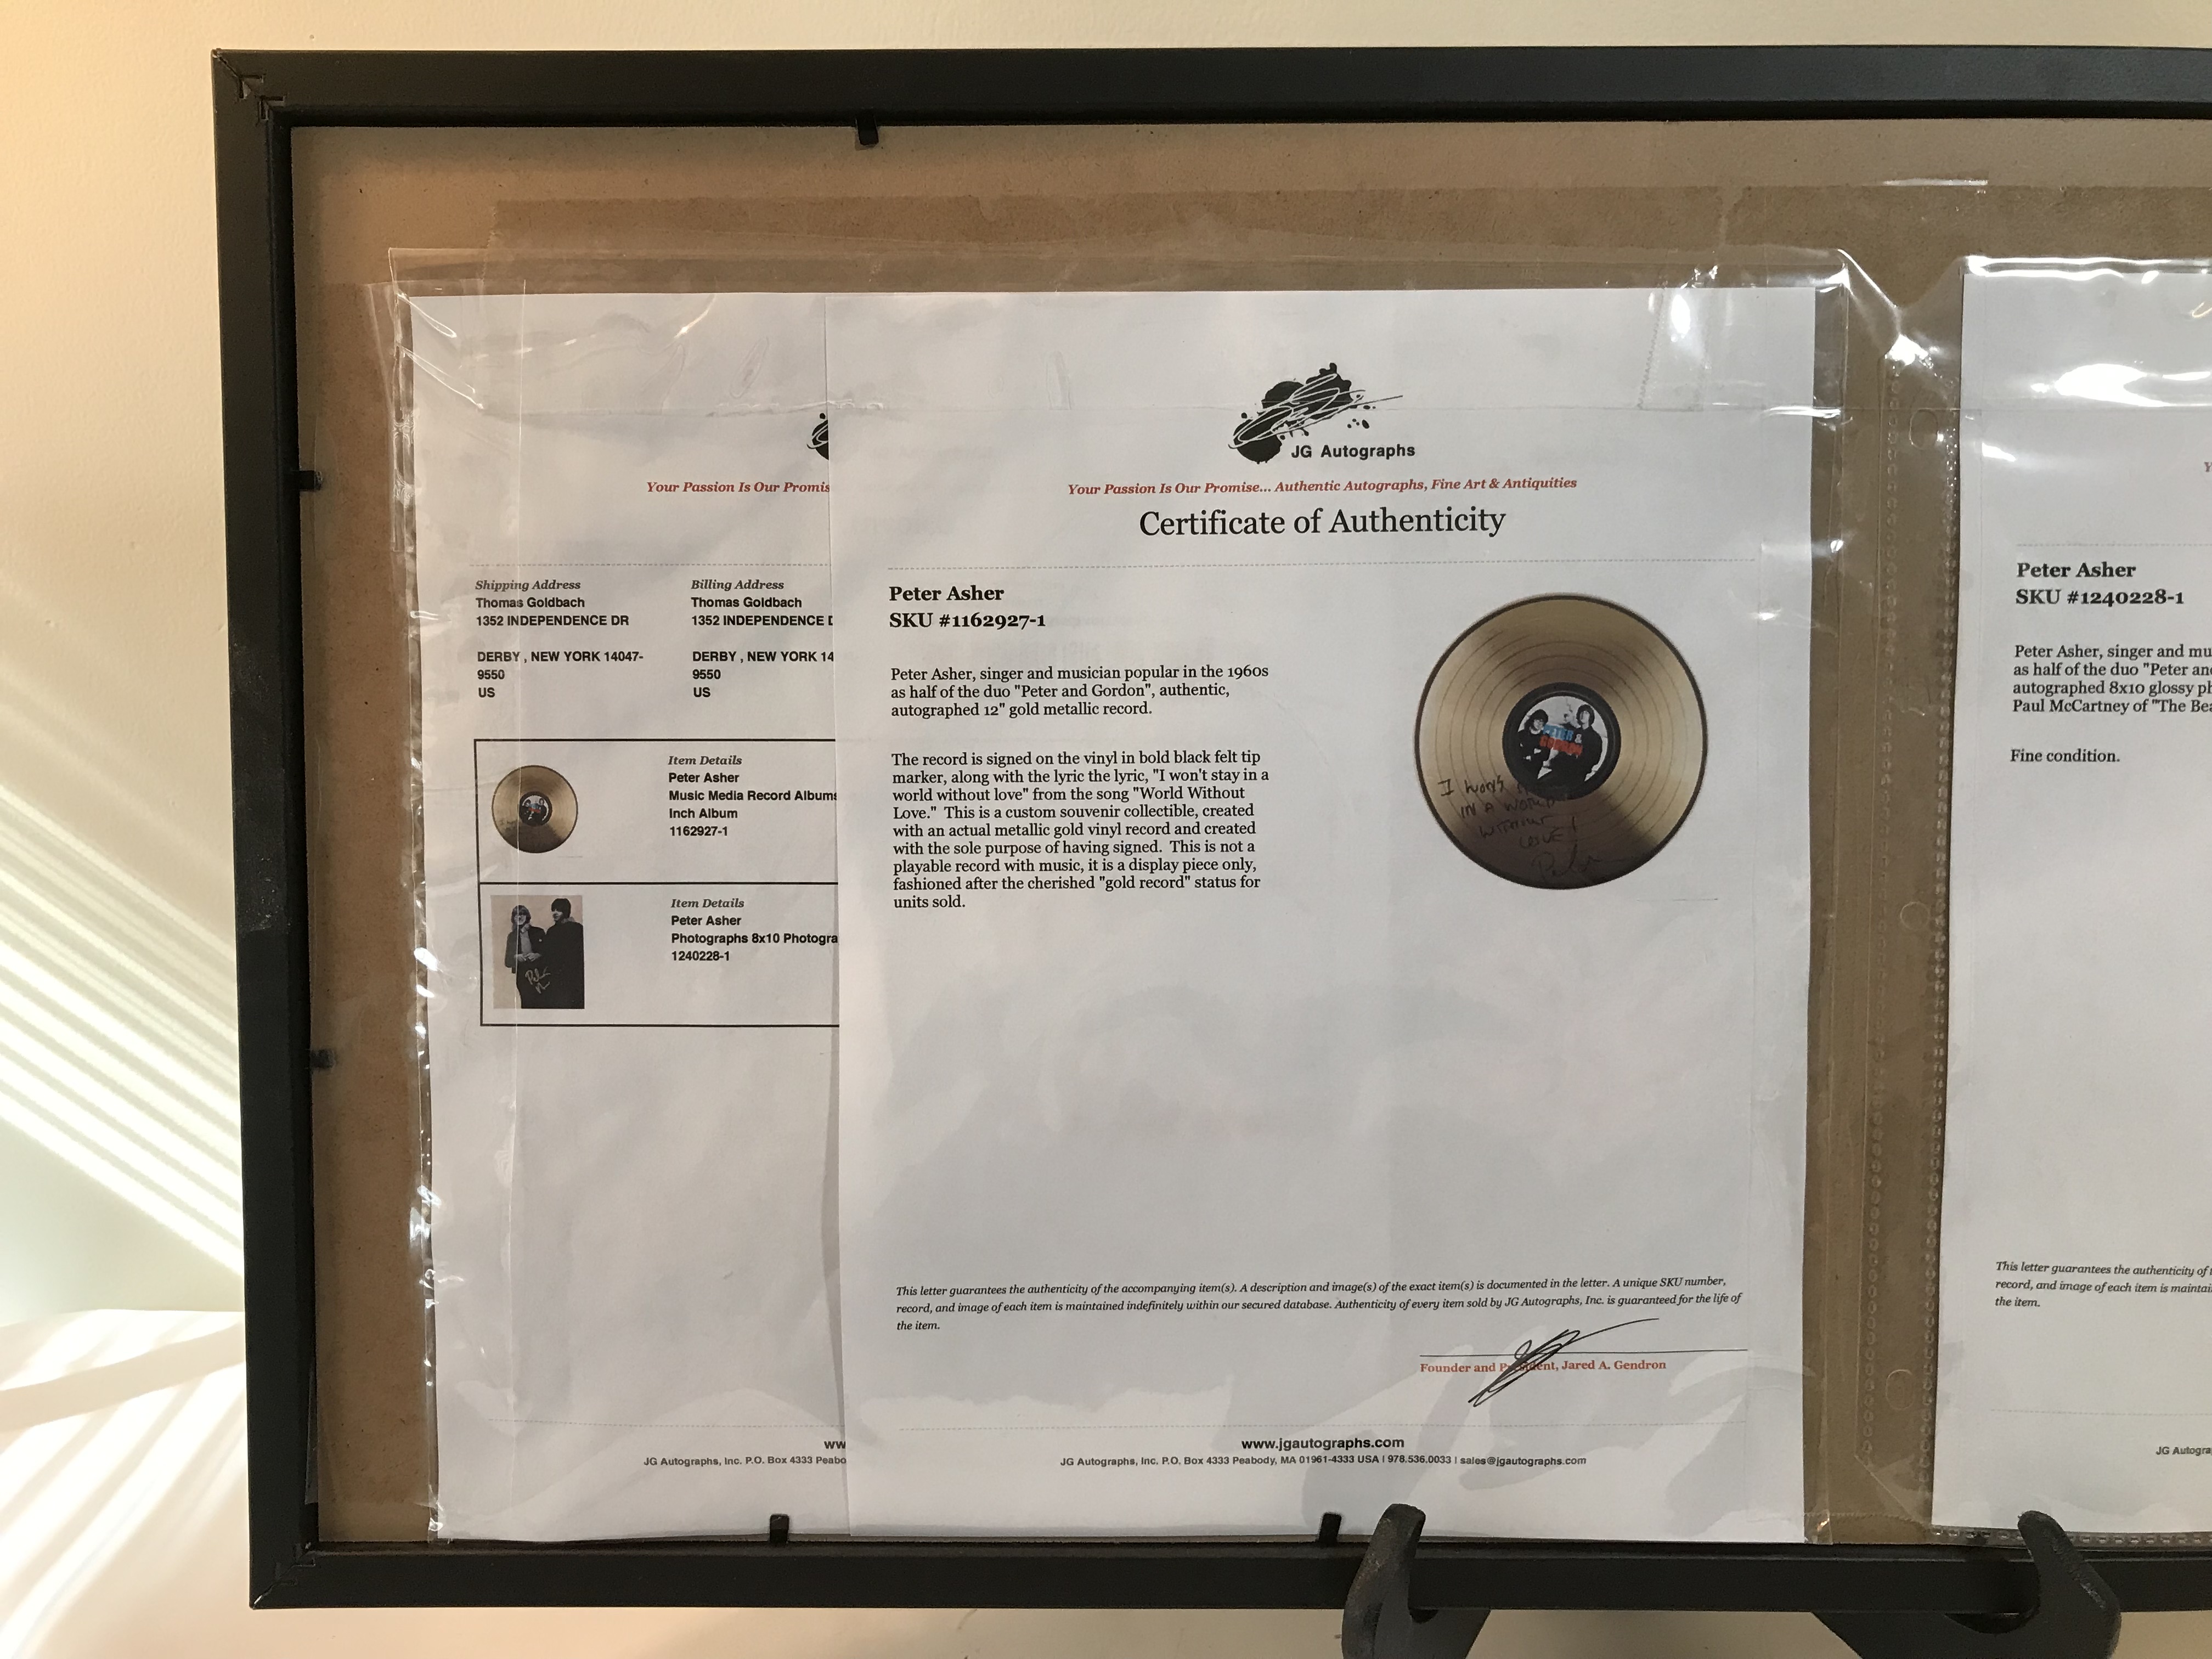 Your Passion Is Our Promis
Shipping Address
Thomas Goldbach
1352 INDEPENDENCE DR
DERBY , NEW YORK 14047-
9550
US
Billing Address
Thomas Goldbach
1352 INDEPENDENCE D
DERBY , NEW YORK 14
9550
US
Item Details
Peter Asher
Music Media Record Albums
Inch Album
1162927-1
Item Details
Peter Asher
Photographs 8x10 Photogra
1240228-1
ww
JG Autographs, Inc. P.O. Box 4333 Peabo
JG Autographs
Your Passion Is Our Promise... Authentic Autographs, Fine Art & Antiquities
Certificate of Authenticity
Peter Asher
SKU #1162927-1
Peter Asher, singer and musician popular in the 1960s
as half of the duo "Peter and Gordon", authentic,
autographed 12" gold metallic record.
The record is signed on the vinyl in bold black felt tip
marker, along with the lyric the lyric, "I won't stay in a
world without love" from the song "World Without
Love."  This is a custom souvenir collectible, created
with an actual metallic gold vinyl record and created
with the sole purpose of having signed.  This is not a
playable record with music, it is a display piece only,
fashioned after the cherished "gold record" status for
units sold.
PETER &
GORDON
I won't
IN A WORLD
WITHOUT
LOVE!
This letter guarantees the authenticity of the accompanying item(s). A description and image(s) of the exact item(s) is documented in the letter. A unique SKU number,
record, and image of each item is maintained indefinitely within our secured database. Authenticity of every item sold by JG Autographs, Inc. is guaranteed for the life of
the item.
Founder and President, Jared A. Gendron
www.jgautographs.com
JG Autographs, Inc. P.O. Box 4333 Peabody, MA 01961-4333 USA | 978.536.0033 | sales@jgautographs.com
Y
Peter Asher
SKU #1240228-1
Peter Asher, singer and mu
as half of the duo "Peter and
autographed 8x10 glossy ph
Paul McCartney of "The Bea
Fine condition.
This letter guarantees the authenticity of t
record, and image of each item is maintai
the item.
JG Autogra